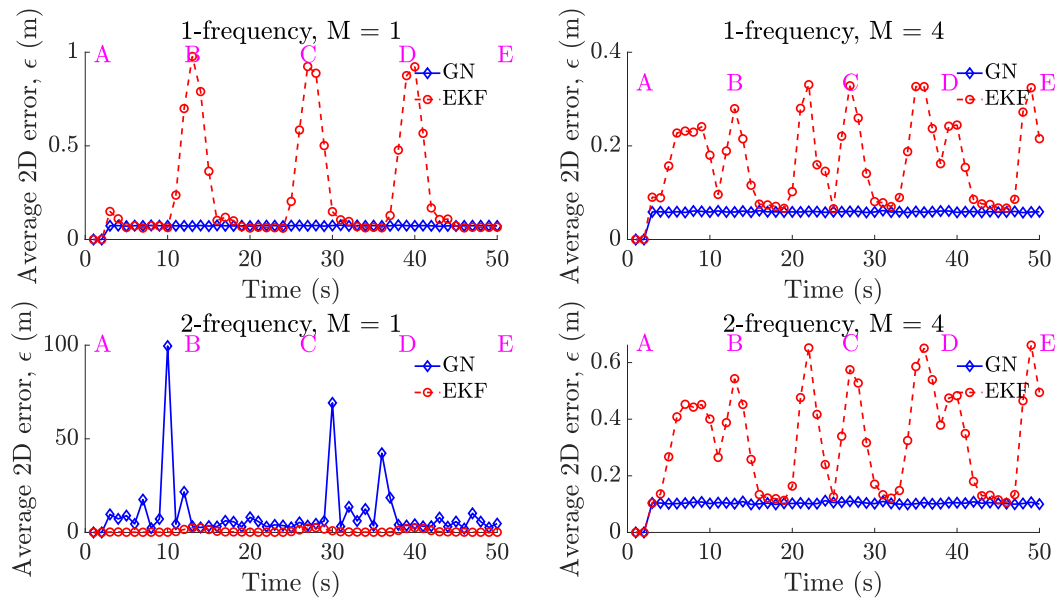 1-frequency, M = 1
Average 2D error, ϵ (m)
1
0.5
0
A
B
C
D
E
GN
EKF
0
10
20
30
40
50
Time (s)
1-frequency, M = 4
Average 2D error, ϵ (m)
0.4
0.2
0
A
B
C
D
E
GN
EKF
0
10
20
30
40
50
Time (s)
2-frequency, M = 1
Average 2D error, ϵ (m)
100
50
0
A
B
C
D
E
GN
EKF
0
10
20
30
40
50
Time (s)
2-frequency, M = 4
Average 2D error, ϵ (m)
0.6
0.4
0.2
0
A
B
C
D
E
GN
EKF
0
10
20
30
40
50
Time (s)